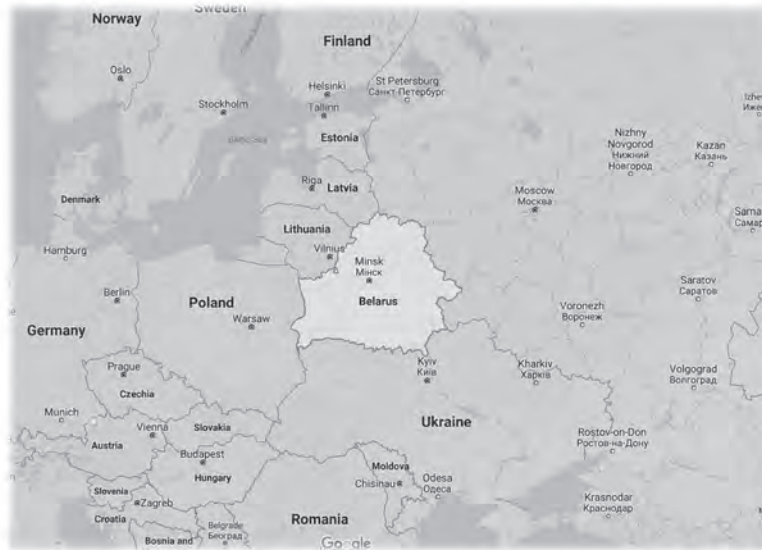 Sweden
Norway
Finland
Oslo
Helsinki
St Petersburg
Санкт-Петербург
Stockholm
Tallinn
Estonia
Nizhny
Novgorod
Нижний
Новгород
Kazan
Казань
Riga
Latvia
Moscow
Москва
Denmark
Lithuania
Vilnius
Hamburg
Minsk
Мінск
Berlin
Poland
Belarus
Saratov
Саратов
Germany
Warsaw
Voronezh
Воронеж
Prague
Kyiv
Київ
Kharkiv
Харків
Volgograd
Волгоград
Czechia
Munich
Vienna
Slovakia
Ukraine
Rostov-on-Don
Ростов-на-Дону
Austria
Budapest
Hungary
Moldova
Chisinau
Odesa
Одеса
Slovenia
Zagreb
Krasnodar
Краснодар
Croatia
Belgrade
Београд
Romania
Bosnia and
Google